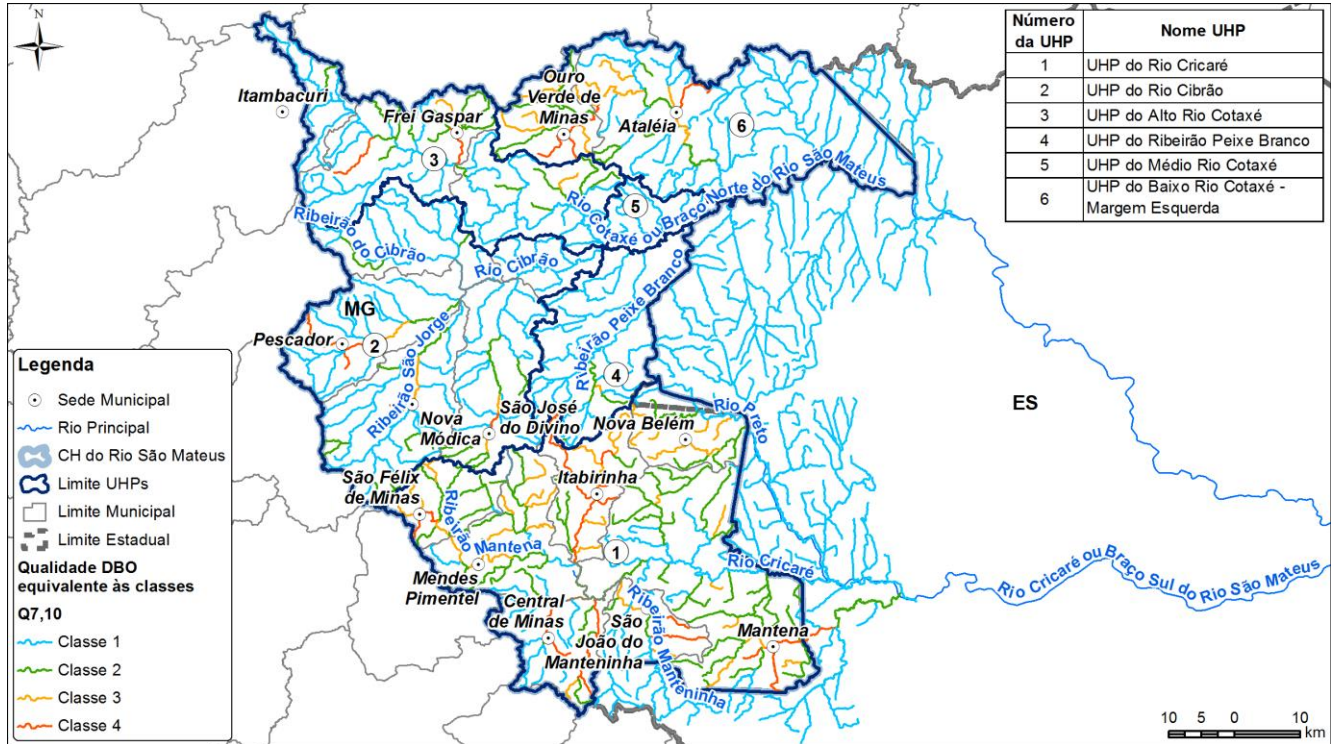 Número
da UHP
Nome UHP
1
UHP do Rio Cricaré
2
UHP do Rio Cibrão
3
UHP do Alto Rio Cotaxé
4
UHP do Ribeirão Peixe Branco
5
UHP do Médio Rio Cotaxé
6
UHP do Baixo Rio Cotaxé -
Margem Esquerda
Itambacuri
Frei Gaspar
Ouro
Verde de
Minas
Ataléia
6
3
5
Rio Cotaxé ou Braço Norte do Rio São Mateus
Ribeirão do Cibrão
Rio Cibrão
Ribeirão Peixe Branco
MG
Pescador
2
Ribeirão São Jorge
4
Nova
Módica
São José
do Divino
Nova Belém
Rio Preto
ES
São Félix
de Minas
Itabirinha
Ribeirão Mantena
1
Rio Cricaré
Rio Cricaré ou Braço Sul do Rio São Mateus
Mendes
Pimentel
Central
de Minas
São
João do
Manteninha
Ribeirão Manteninha
Mantena
Legenda
Sede Municipal
Rio Principal
CH do Rio São Mateus
Limite UHPs
Limite Municipal
Limite Estadual
Qualidade DBO
equivalente às classes
Q7,10
Classe 1
Classe 2
Classe 3
Classe 4
10 5 0 10
km